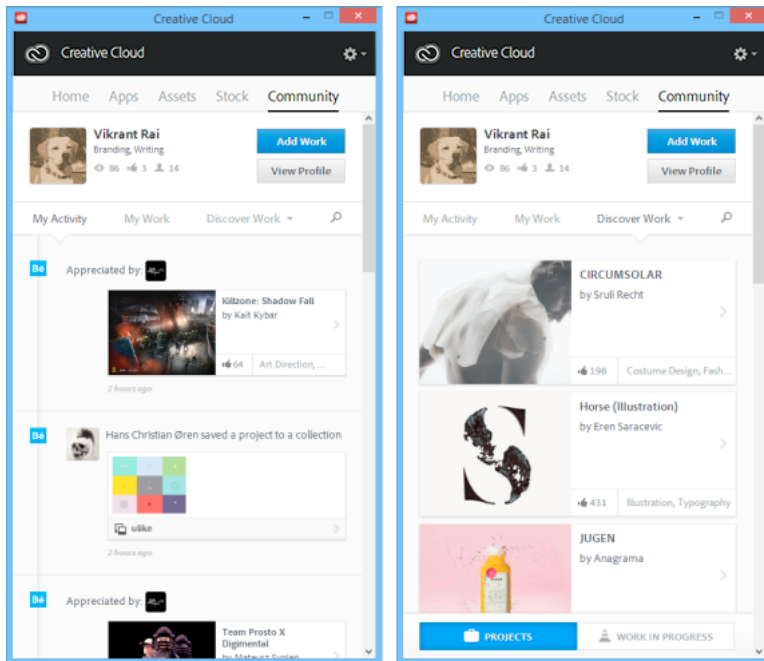 Creative Cloud
Creative Cloud
Home Apps Assets Stock Community
Vikrant Rai
Branding, Writing
86 3 14
Add Work
View Profile
My Activity My Work Discover Work
Bē Appreciated by:
Killzone: Shadow Fall
by Kait Kybar
64 Art Direction, ...
2 hours ago
Bē Hans Christian Øren saved a project to a collection
ulike
2 hours ago
Bē Appreciated by:
Team Prosto X
Digimental
by Mateusz
Creative Cloud
Creative Cloud
Home Apps Assets Stock Community
Vikrant Rai
Branding, Writing
86 3 14
Add Work
View Profile
My Activity My Work Discover Work
CIRCUMSOLAR
by Sruli Recht
198 Costume Design, Fash...
Horse (Illustration)
by Eren Saracevic
431 Illustration, Typography
JUGEN
by Anagrama
PROJECTS WORK IN PROGRESS